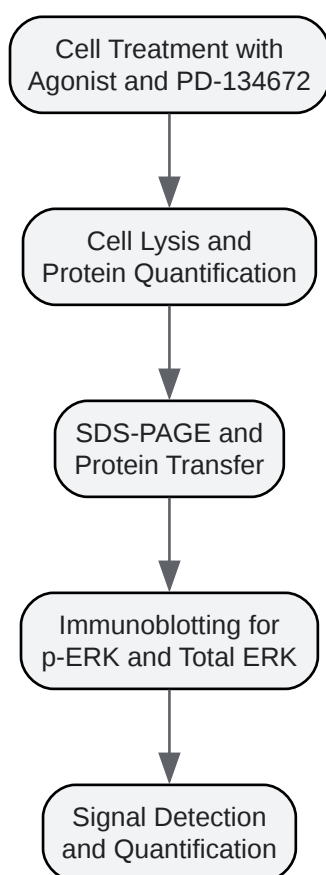 Cell Treatment with
Agonist and PD-134672
Cell Lysis and
Protein Quantification
SDS-PAGE and
Protein Transfer
Immunoblotting for
p-ERK and Total ERK
Signal Detection
and Quantification